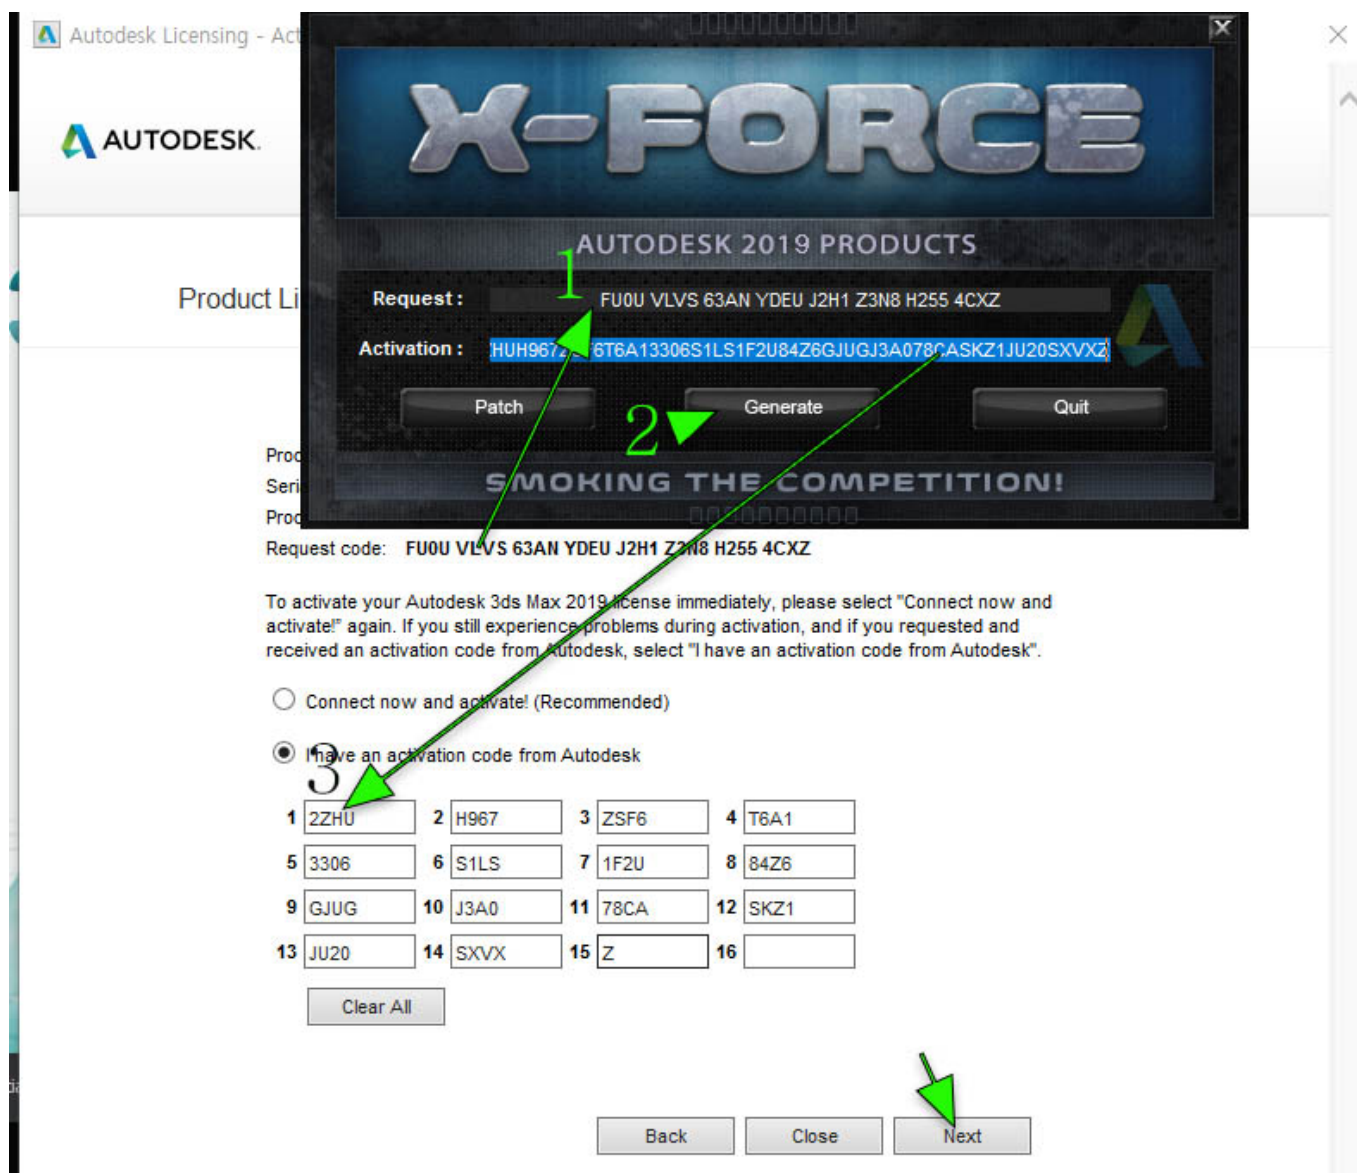 Autodesk Licensing - Act
AUTODESK.
X-FORCE
AUTODESK 2019 PRODUCTS
1
Product Li
Request: FU0U VLVS 63AN YDEU J2H1 Z3N8 H255 4CXZ
Activation: HUH967 6T6A13306S1LS1F2U84Z6GJUGJ3A078CASKZ1JU20SXVXZ
Patch Generate Quit
2
SMOKING THE COMPETITION!
Prod
Seri
Prod
Request code: FU0U VLVS 63AN YDEU J2H1 Z3N8 H255 4CXZ
To activate your Autodesk 3ds Max 2019 license immediately, please select "Connect now and
activate!" again. If you still experience problems during activation, and if you requested and
received an activation code from Autodesk, select "I have an activation code from Autodesk".
Connect now and activate! (Recommended)
I have an activation code from Autodesk
3
1 2ZHU 2 H967 3 ZSF6 4 T6A1
5 3306 6 S1LS 7 1F2U 8 84Z6
9 GJUG 10 J3A0 11 78CA 12 SKZ1
13 JU20 14 SXVX 15 Z 16
Clear All
Back Close Next